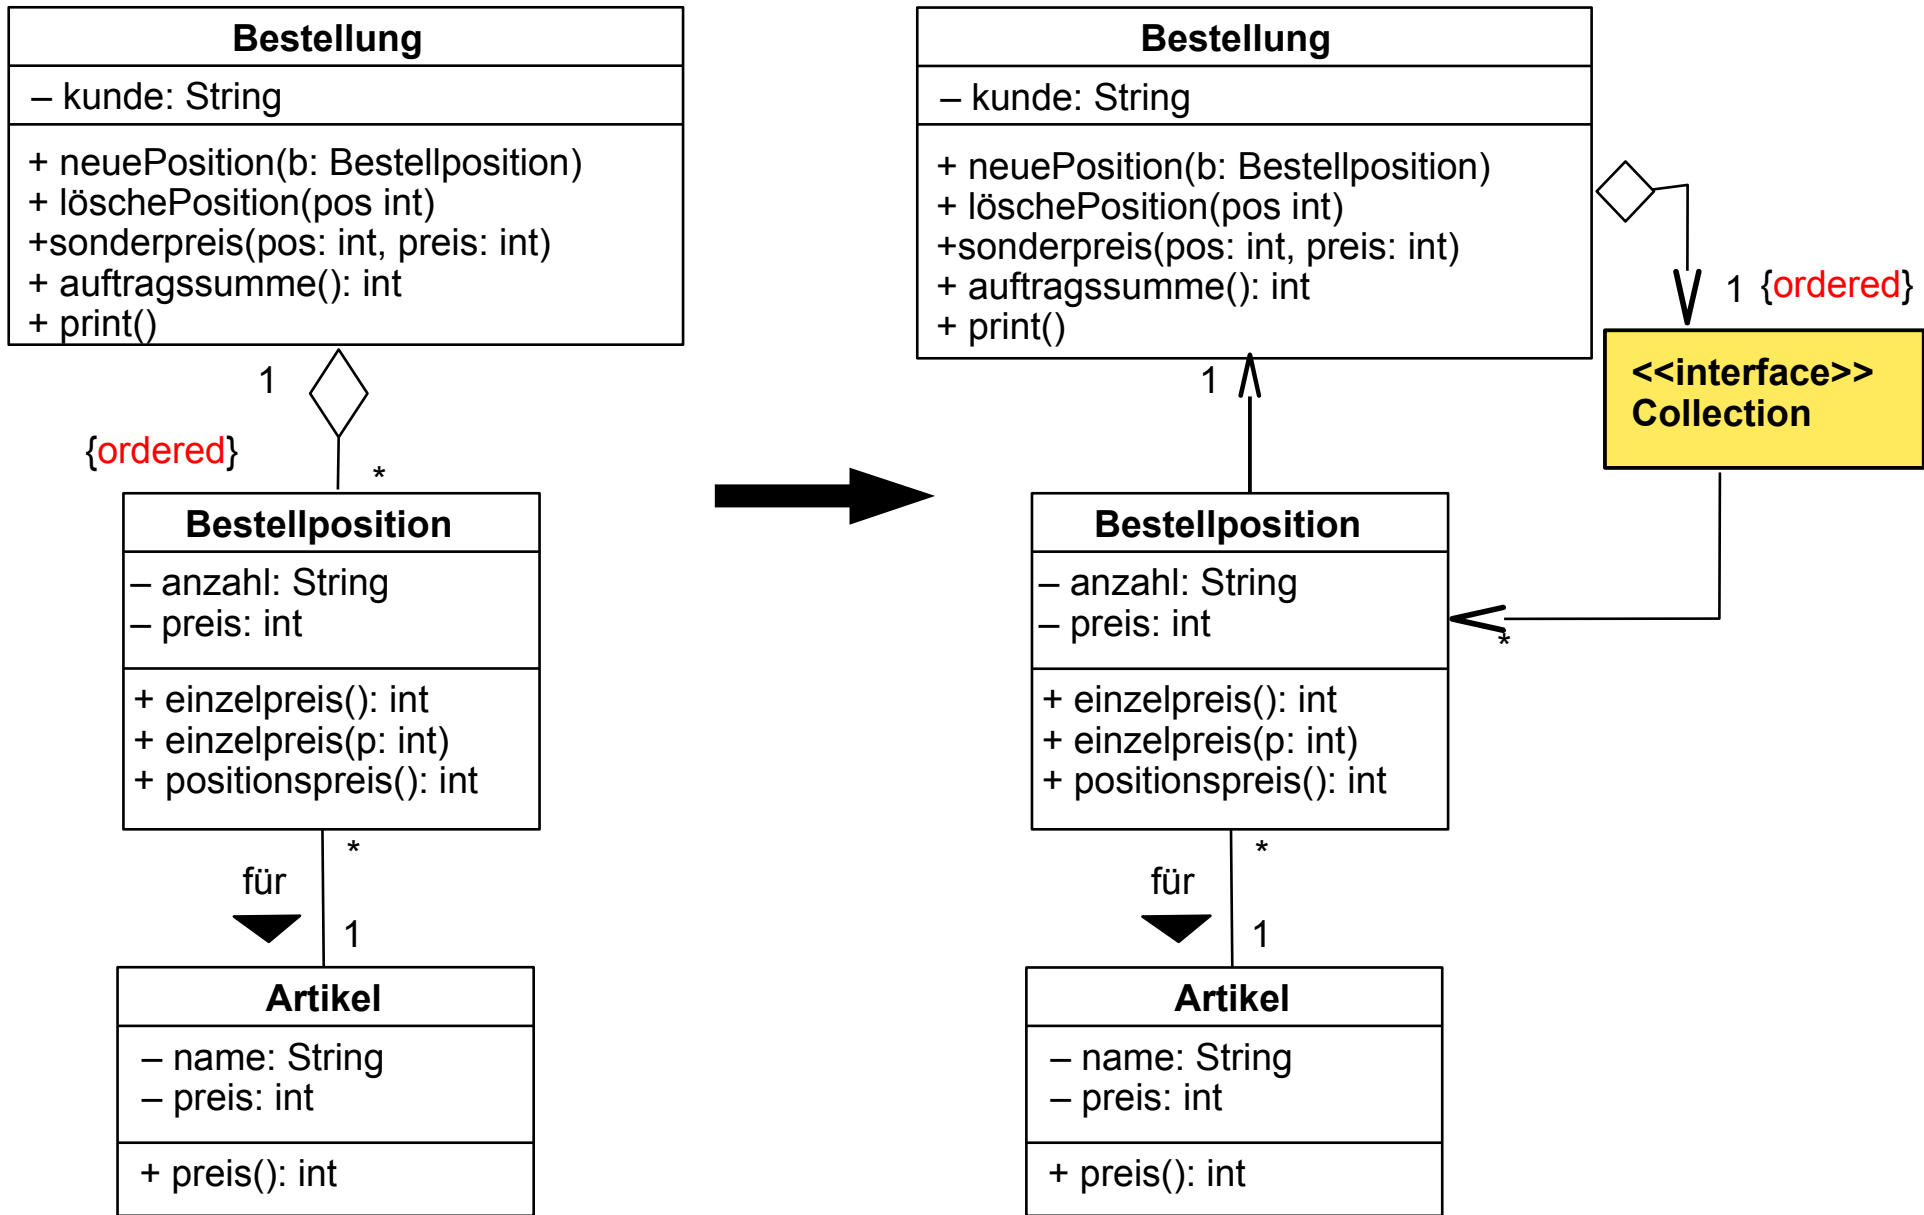 Bestellung
– kunde: String
+ neuePosition(b: Bestellposition)
+ löschePosition(pos int)
+sonderpreis(pos: int, preis: int)
+ auftragssumme(): int
+ print()
1
{ordered}
*
Bestellposition
– anzahl: String
– preis: int
+ einzelpreis(): int
+ einzelpreis(p: int)
+ positionspreis(): int
*
für
1
Artikel
– name: String
– preis: int
+ preis(): int
Bestellung
– kunde: String
+ neuePosition(b: Bestellposition)
+ löschePosition(pos int)
+sonderpreis(pos: int, preis: int)
+ auftragssumme(): int
+ print()
1 {ordered}
<<interface>>
Collection
1
Bestellposition
– anzahl: String
– preis: int
*
+ einzelpreis(): int
+ einzelpreis(p: int)
+ positionspreis(): int
*
für
1
Artikel
– name: String
– preis: int
+ preis(): int